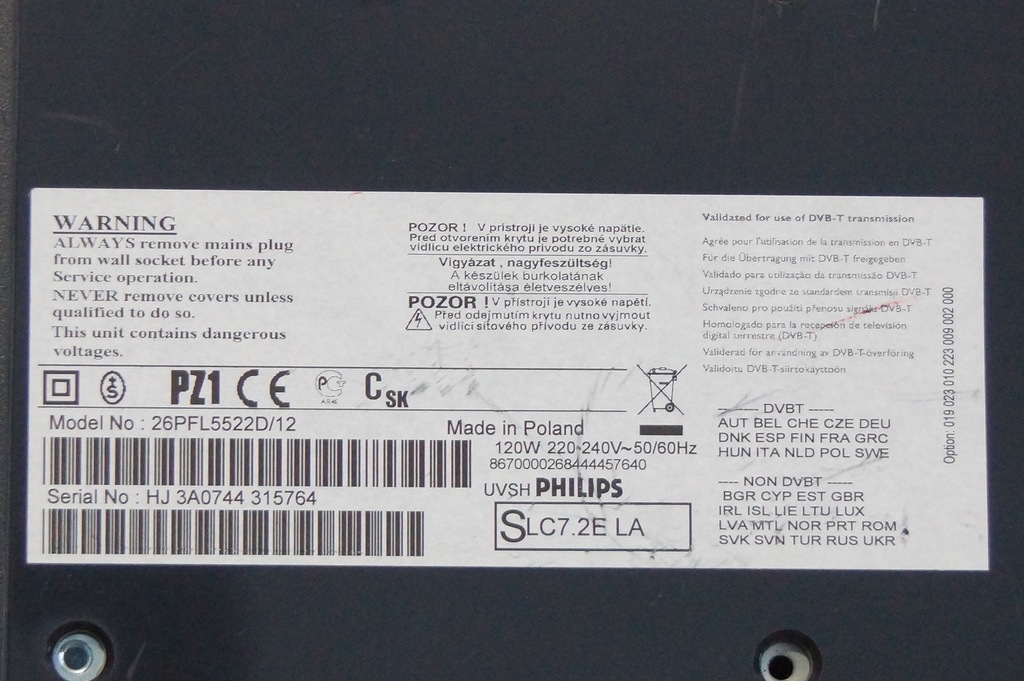 WARNING
ALWAYS remove mains plug
from wall socket before any
Service operation.
NEVER remove covers unless
qualified to do so.
This unit contains dangerous
voltages.
POZOR ! V přístroji je vysoké napätie.
Pred otvorením krytu je potrebné vybrat
vidlicu elektrického prívodu zo zásuvky.
Vigyázat , nagyfeszültség!
A készülek burkolatának
eltávolítása életveszélyes!
POZOR ! V přístroji je vysoké napětí.
Před odejmutím krytu nutno vyjmout
vidlici síťového přívodu ze zásuvky.
Validated for use of DVB-T transmission
Agrée pour l'utilisation de la transmission en DVB-T
Für die Übertragung mit DVB-T freigegeben
Validado para utilização da transmissão DVB-T
Urządzenie zgodne ze standardem transmisji DVB-T
Schvaleno pro použití přenosu signálu DVB-T
Homologado para la recepción de televisión
digital terrestre (DVB-T)
Validerad för användning av DVB-T-överföring
Validoitu DVB-T-siirtokäyttöön
S
PZ1 CE PC C SK
Model No : 26PFL5522D/12
Serial No : HJ 3A0744 315764
Made in Poland
120W 220-240V~50/60Hz
8670000268444457640
UVSH PHILIPS
SLC7.2E LA
------- DVBT -----
AUT BEL CHE CZE DEU
DNK ESP FIN FRA GRC
HUN ITA NLD POL SWE
---- NON DVBT -----
BGR CYP EST GBR
IRL ISL LIE LTU LUX
LVA MTL NOR PRT ROM
SVK SVN TUR RUS UKR
Option: 019 023 010 223 009 002 000